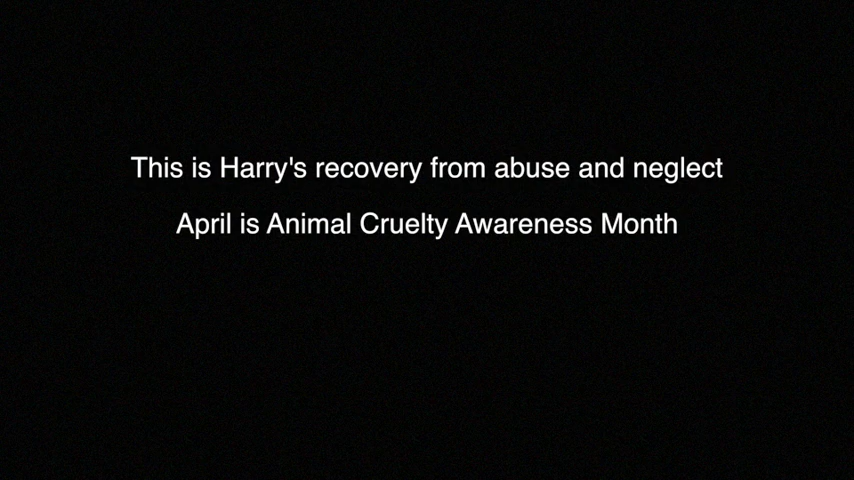 This is Harry's recovery from abuse and neglect
April is Animal Cruelty Awareness Month